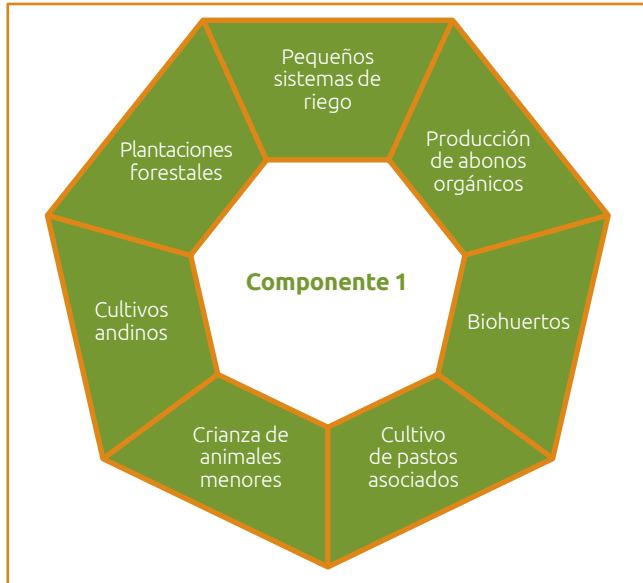 Pequeños
sistemas de
riego
Producción
de abonos
orgánicos
Biohuertos
Cultivo
de pastos
asociados
Crianza de
animales
menores
Cultivos
andinos
Plantaciones
forestales
Componente 1